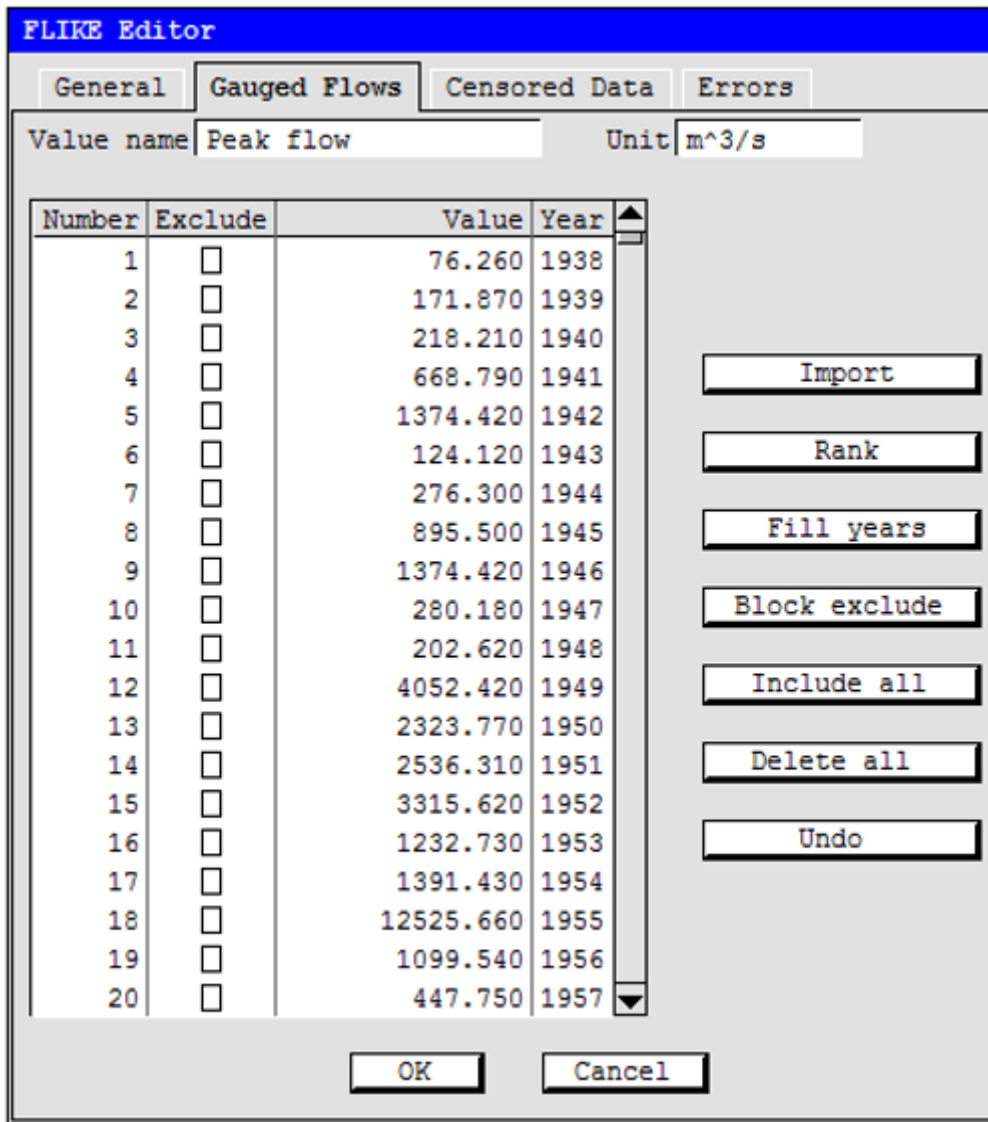 FLIKE Editor
General Gauged Flows Censored Data Errors
Value name Peak flow Unit m^3/s
Number Exclude Value Year
1 76.260 1938
2 171.870 1939
3 218.210 1940
4 668.790 1941
5 1374.420 1942
6 124.120 1943
7 276.300 1944
8 895.500 1945
9 1374.420 1946
10 280.180 1947
11 202.620 1948
12 4052.420 1949
13 2323.770 1950
14 2536.310 1951
15 3315.620 1952
16 1232.730 1953
17 1391.430 1954
18 12525.660 1955
19 1099.540 1956
20 447.750 1957
Import
Rank
Fill years
Block exclude
Include all
Delete all
Undo
OK Cancel